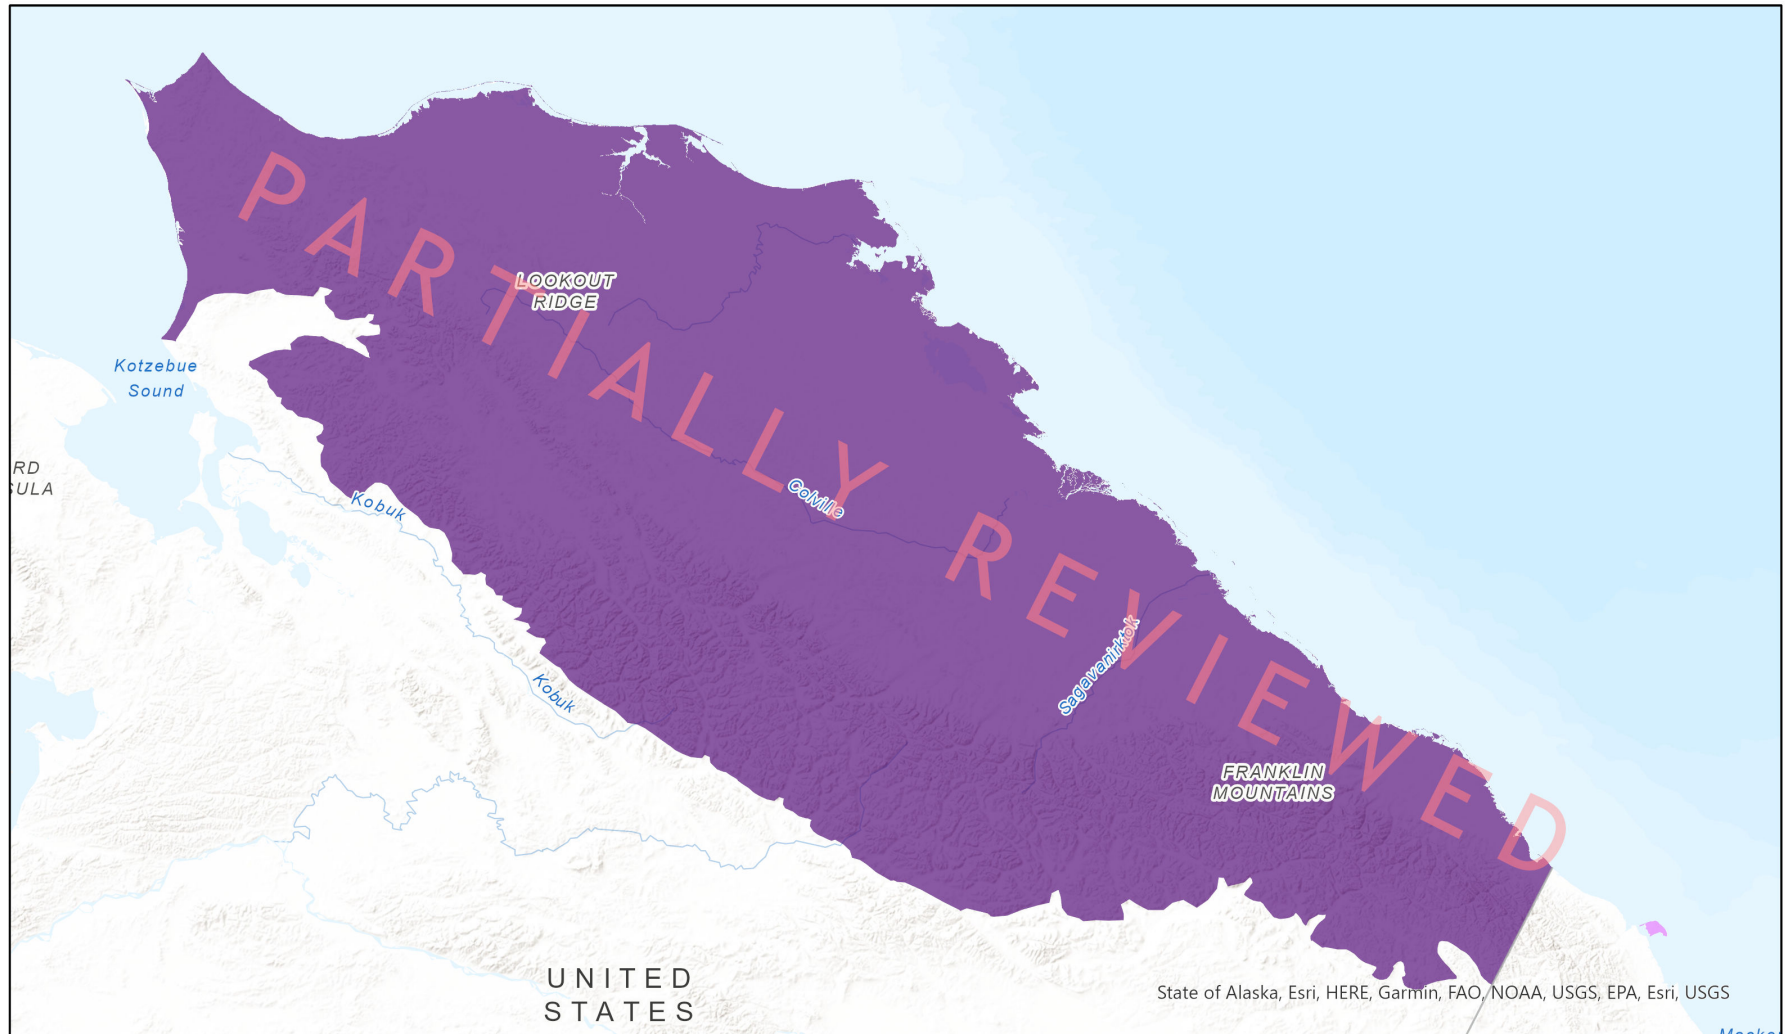 PARTIALLY REVIEWED
LOOKOUT
RIDGE
Kotzebue
Sound
RD
SULA
Kobuk
Colville
Kobuk
Sagavanirktok
FRANKLIN
MOUNTAINS
UNITED
STATES
State of Alaska, Esri, HERE, Garmin, FAO, NOAA, USGS, EPA, Esri, USGS